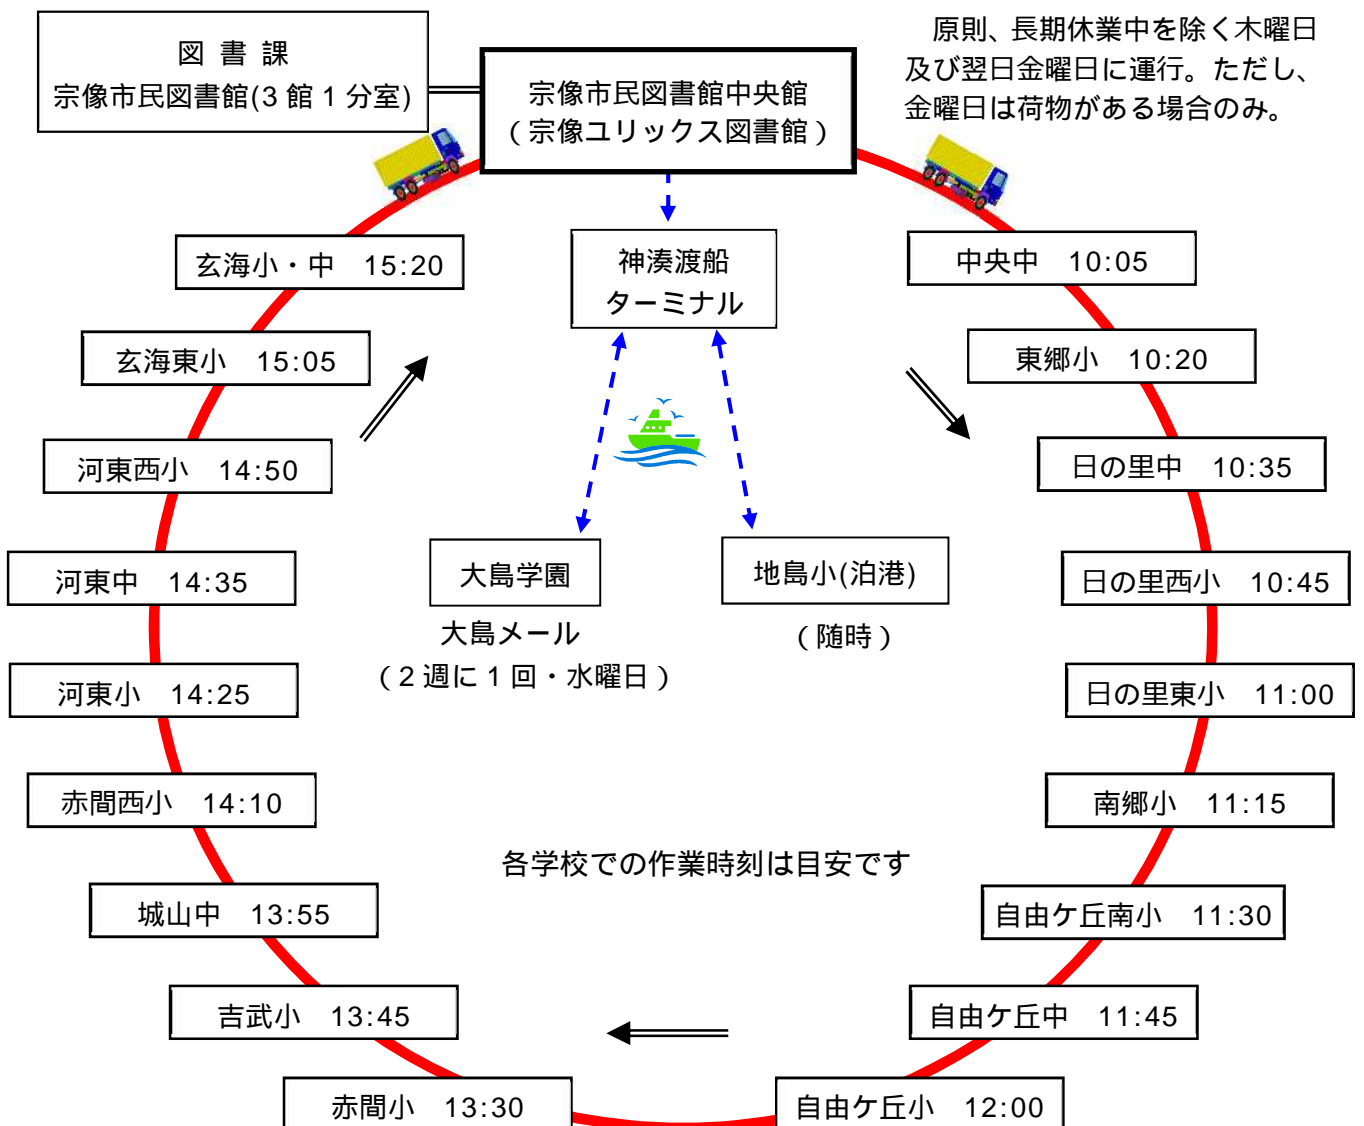 図 書 課
宗像市民図書館(3 館 1 分室)
宗像市民図書館中央館
(宗像ユリックス図書館)
原則、長期休業中を除く木曜日
及び翌日金曜日に運行。ただし、
金曜日は荷物がある場合のみ。
中央中 10:05
東郷小 10:20
日の里中 10:35
日の里西小 10:45
日の里東小 11:00
南郷小 11:15
自由ケ丘南小 11:30
自由ケ丘中 11:45
自由ケ丘小 12:00
赤間小 13:30
吉武小 13:45
城山中 13:55
赤間西小 14:10
河東小 14:25
河東中 14:35
河東西小 14:50
玄海東小 15:05
玄海小・中 15:20
神湊渡船
ターミナル
大島学園
大島メール
(2 週に 1 回・水曜日)
地島小(泊港)
(随時)
各学校での作業時刻は目安です